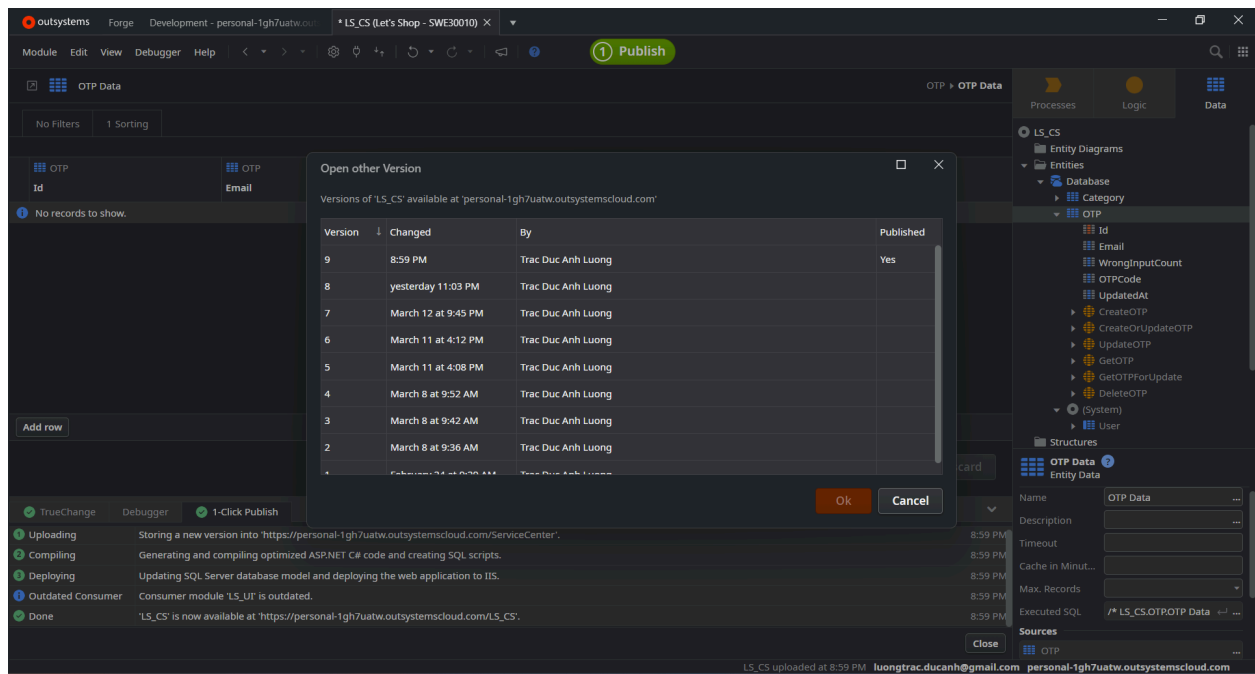 outsystems Forge Development - personal-1gh7uatw.out * LS_CS (Let's Shop - SWE30010)
Module Edit View Debugger Help 1 Publish
OTP Data OTP OTP Data
Processes Logic Data
No Filters 1 Sorting
OTP OTP
Id Email
No records to show.
Add row
Open other Version
Versions of 'LS_CS' available at 'personal-1gh7uatw.outsystemscloud.com'
Version Changed By Published
9 8:59 PM Trac Duc Anh Luong Yes
8 yesterday 11:03 PM Trac Duc Anh Luong
7 March 12 at 9:45 PM Trac Duc Anh Luong
6 March 11 at 4:12 PM Trac Duc Anh Luong
5 March 11 at 4:08 PM Trac Duc Anh Luong
4 March 8 at 9:52 AM Trac Duc Anh Luong
3 March 8 at 9:42 AM Trac Duc Anh Luong
2 March 8 at 9:36 AM Trac Duc Anh Luong
Ok Cancel
LS_CS
Entity Diagrams
Entities
Database
Category
OTP
Id
Email
WrongInputCount
OTPCode
UpdatedAt
CreateOTP
CreateOrUpdateOTP
UpdateOTP
GetOTP
GetOTPForUpdate
DeleteOTP
(System)
User
Structures
OTP Data ?
Entity Data
Name OTP Data ...
Description ...
Timeout
Cache in Minut...
Max. Records
Executed SQL /* LS_CS.OTP.OTP Data ...
Sources
OTP ...
card
TrueChange Debugger 1-Click Publish
1 Uploading Storing a new version into 'https://personal-1gh7uatw.outsystemscloud.com/ServiceCenter'. 8:59 PM
2 Compiling Generating and compiling optimized ASP.NET C# code and creating SQL scripts. 8:59 PM
3 Deploying Updating SQL Server database model and deploying the web application to IIS. 8:59 PM
Outdated Consumer Consumer module 'LS_UI' is outdated. 8:59 PM
Done 'LS_CS' is now available at 'https://personal-1gh7uatw.outsystemscloud.com/LS_CS'. 8:59 PM
Close
LS_CS uploaded at 8:59 PM luongtrac.ducanh@gmail.com personal-1gh7uatw.outsystemscloud.com